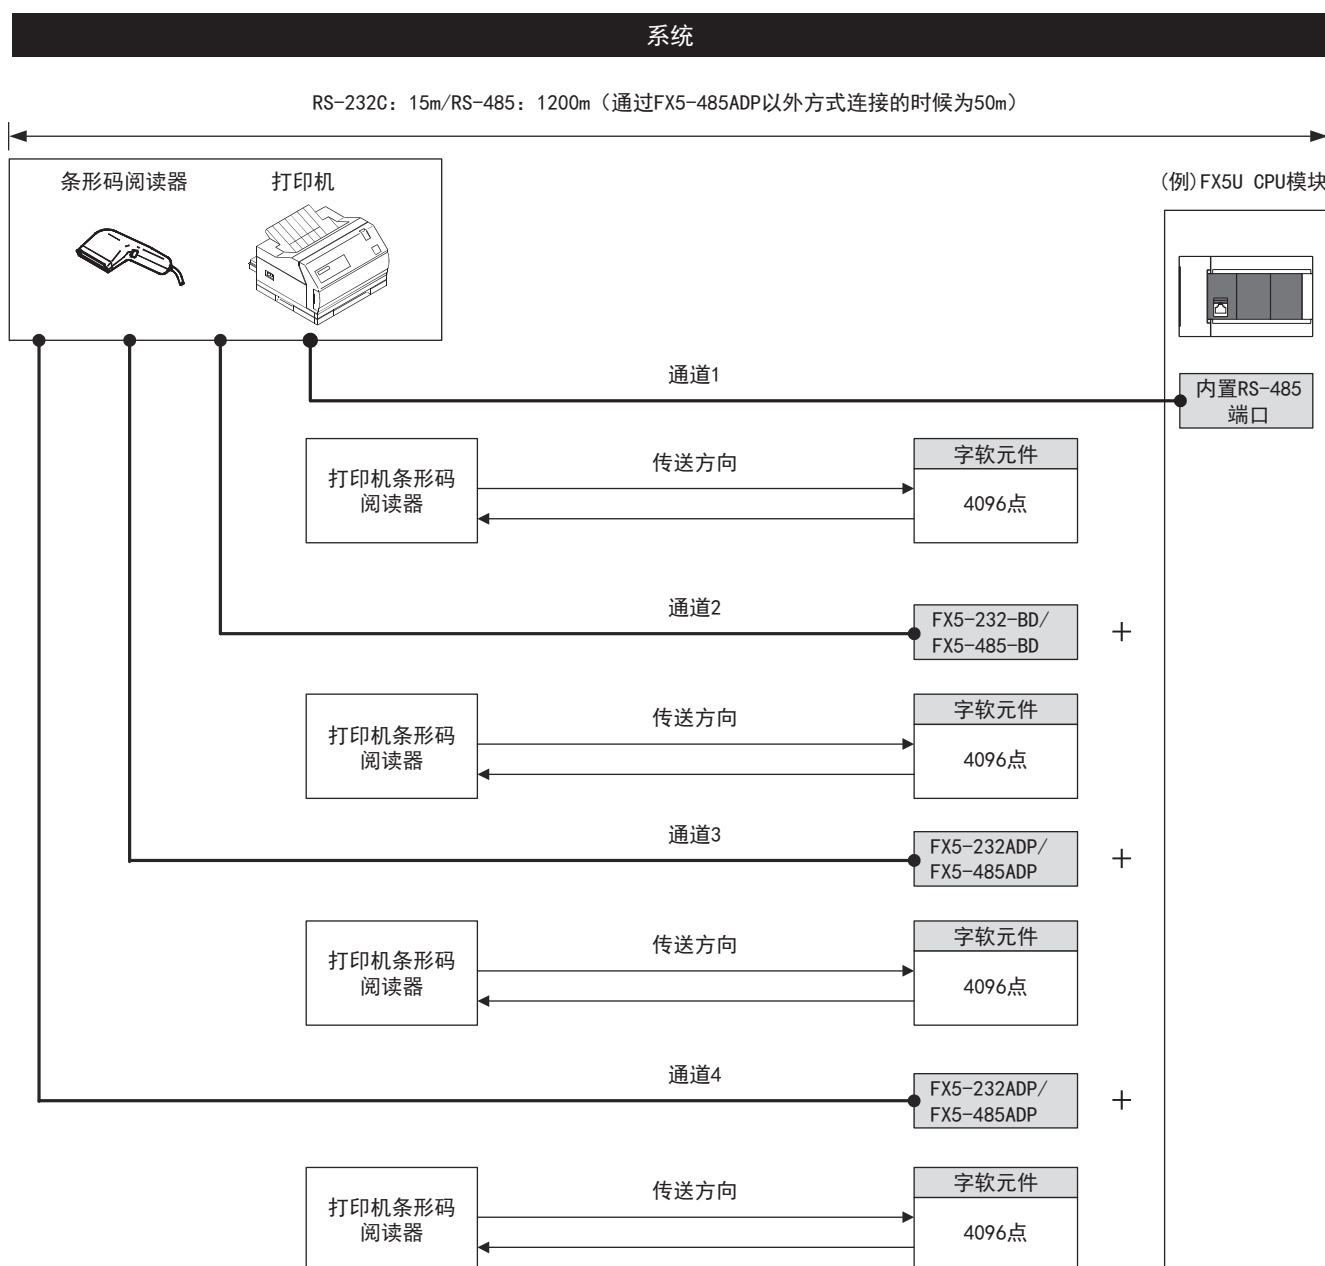 系统
RS-232C：15m/RS-485：1200m（通过FX5-485ADP以外方式连接的时候为50m）
条形码阅读器
打印机
(例)FX5U CPU模块
通道1
内置RS-485
端口
打印机条形码
阅读器
传送方向
字软元件
4096点
通道2
FX5-232-BD/
FX5-485-BD
+
打印机条形码
阅读器
传送方向
字软元件
4096点
通道3
FX5-232ADP/
FX5-485ADP
+
打印机条形码
阅读器
传送方向
字软元件
4096点
通道4
FX5-232ADP/
FX5-485ADP
+
打印机条形码
阅读器
传送方向
字软元件
4096点